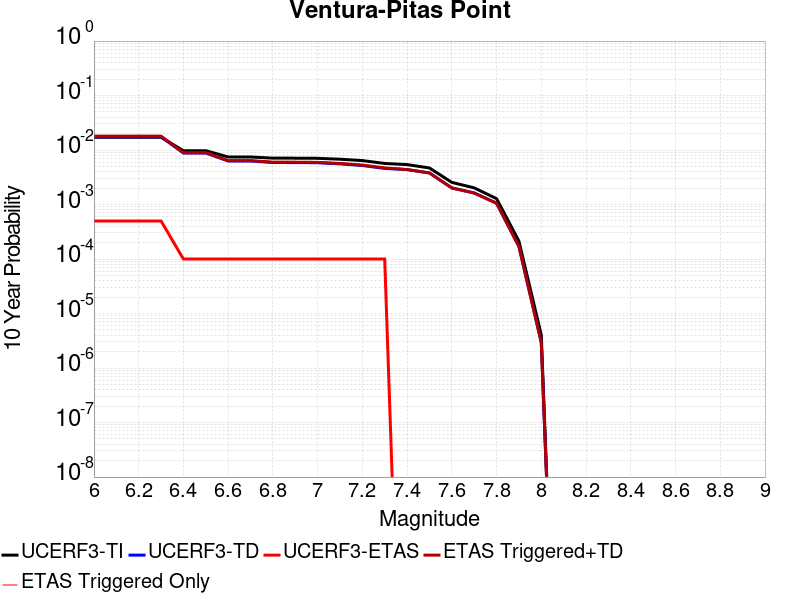 Ventura-Pitas Point
10^0
10^-1
10^-2
10^-3
10^-4
10^-5
10^-6
10^-7
10^-8
10 Year Probability
6 6.2 6.4 6.6 6.8 7 7.2 7.4 7.6 7.8 8 8.2 8.4 8.6 8.8 9
Magnitude
UCERF3-TI UCERF3-TD UCERF3-ETAS ETAS Triggered+TD
ETAS Triggered Only